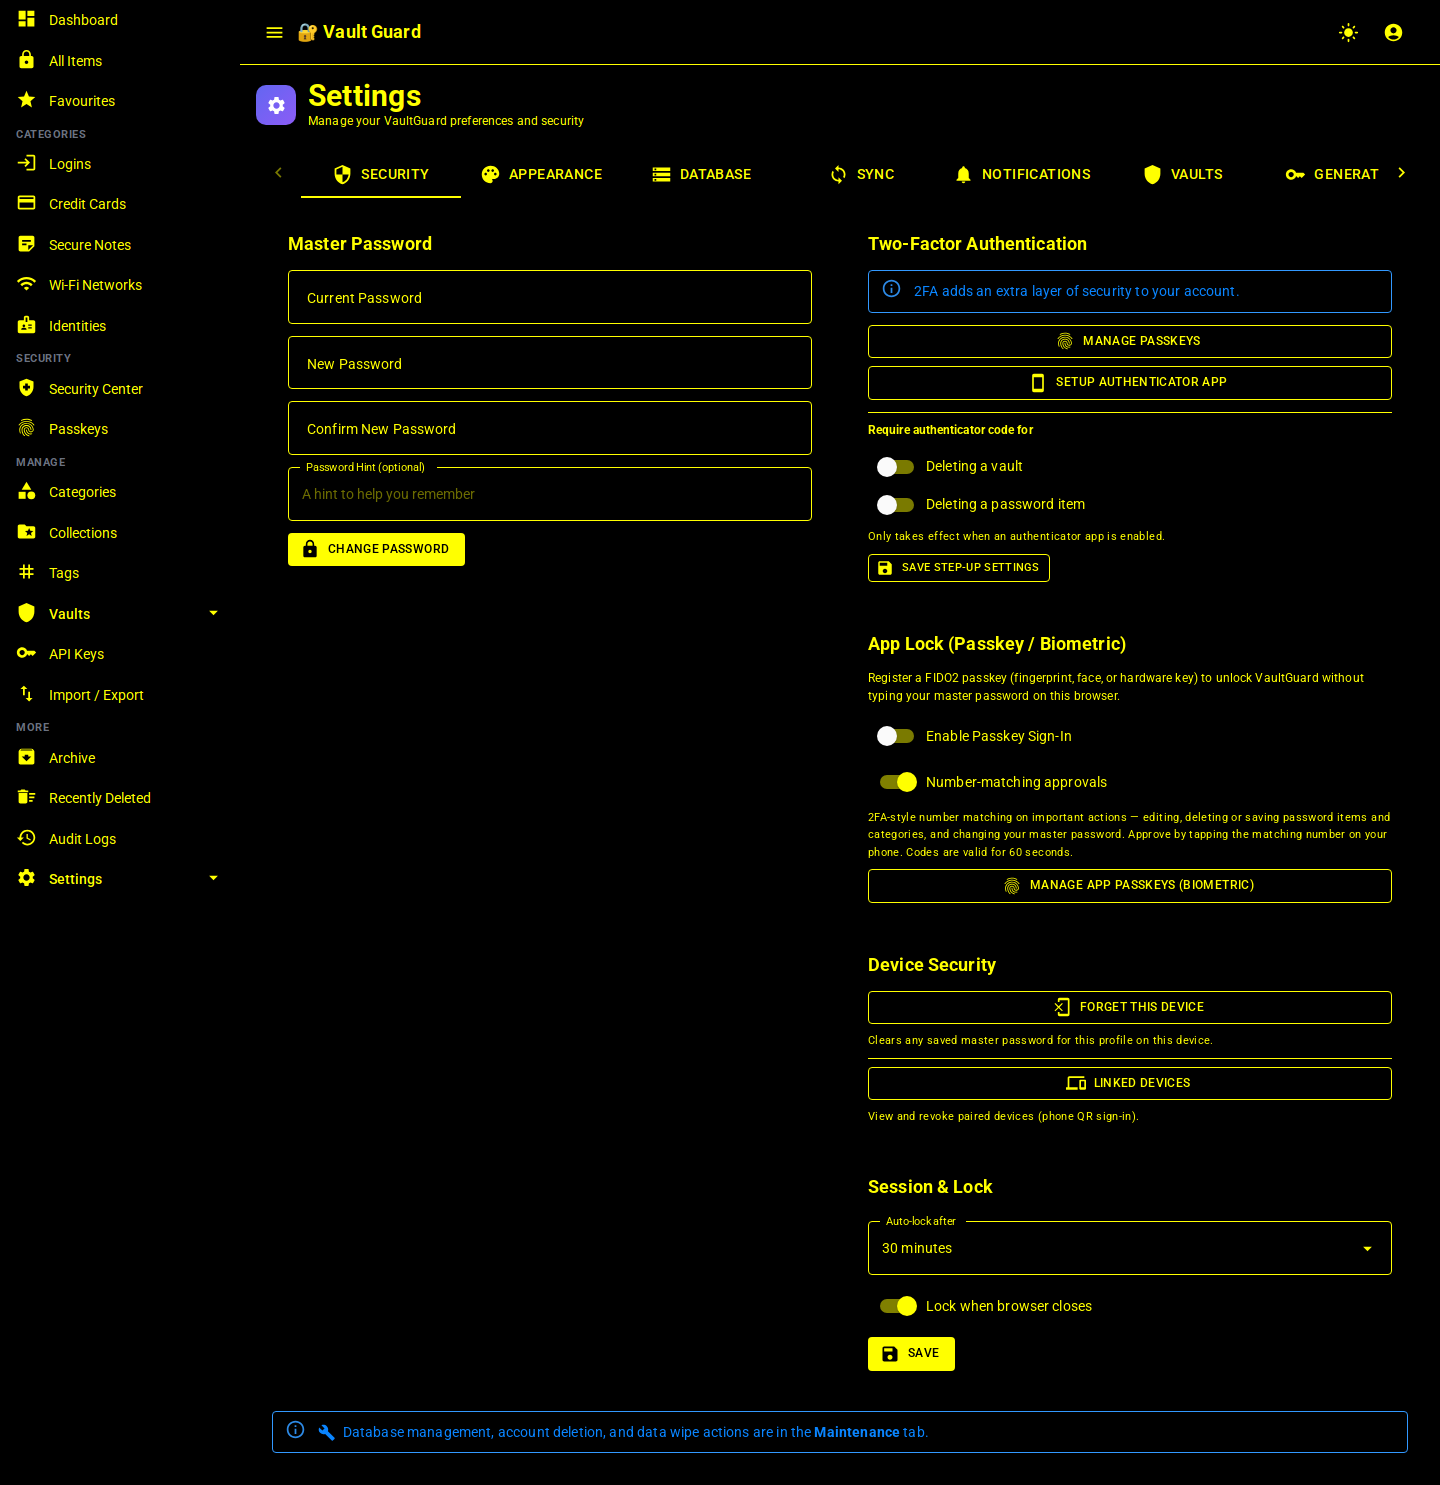 Dashboard
All Items
Favourites
CATEGORIES
Logins
Credit Cards
Secure Notes
Wi-Fi Networks
Identities
SECURITY
Security Center
Passkeys
MANAGE
Categories
Collections
Tags
Vaults
API Keys
Import / Export
MORE
Archive
Recently Deleted
Audit Logs
Settings
Vault Guard
Settings
Manage your VaultGuard preferences and security
SECURITY
APPEARANCE
DATABASE
SYNC
NOTIFICATIONS
VAULTS
GENERAT
Master Password
Current Password
New Password
Confirm New Password
Password Hint (optional)
A hint to help you remember
CHANGE PASSWORD
Two-Factor Authentication
2FA adds an extra layer of security to your account.
MANAGE PASSKEYS
SETUP AUTHENTICATOR APP
Require authenticator code for
Deleting a vault
Deleting a password item
Only takes effect when an authenticator app is enabled.
SAVE STEP-UP SETTINGS
App Lock (Passkey / Biometric)
Register a FIDO2 passkey (fingerprint, face, or hardware key) to unlock VaultGuard without
typing your master password on this browser.
Enable Passkey Sign-In
Number-matching approvals
2FA-style number matching on important actions — editing, deleting or saving password items and
categories, and changing your master password. Approve by tapping the matching number on your
phone. Codes are valid for 60 seconds.
MANAGE APP PASSKEYS (BIOMETRIC)
Device Security
FORGET THIS DEVICE
Clears any saved master password for this profile on this device.
LINKED DEVICES
View and revoke paired devices (phone QR sign-in).
Session & Lock
Auto-lock after
30 minutes
Lock when browser closes
SAVE
Database management, account deletion, and data wipe actions are in the Maintenance tab.